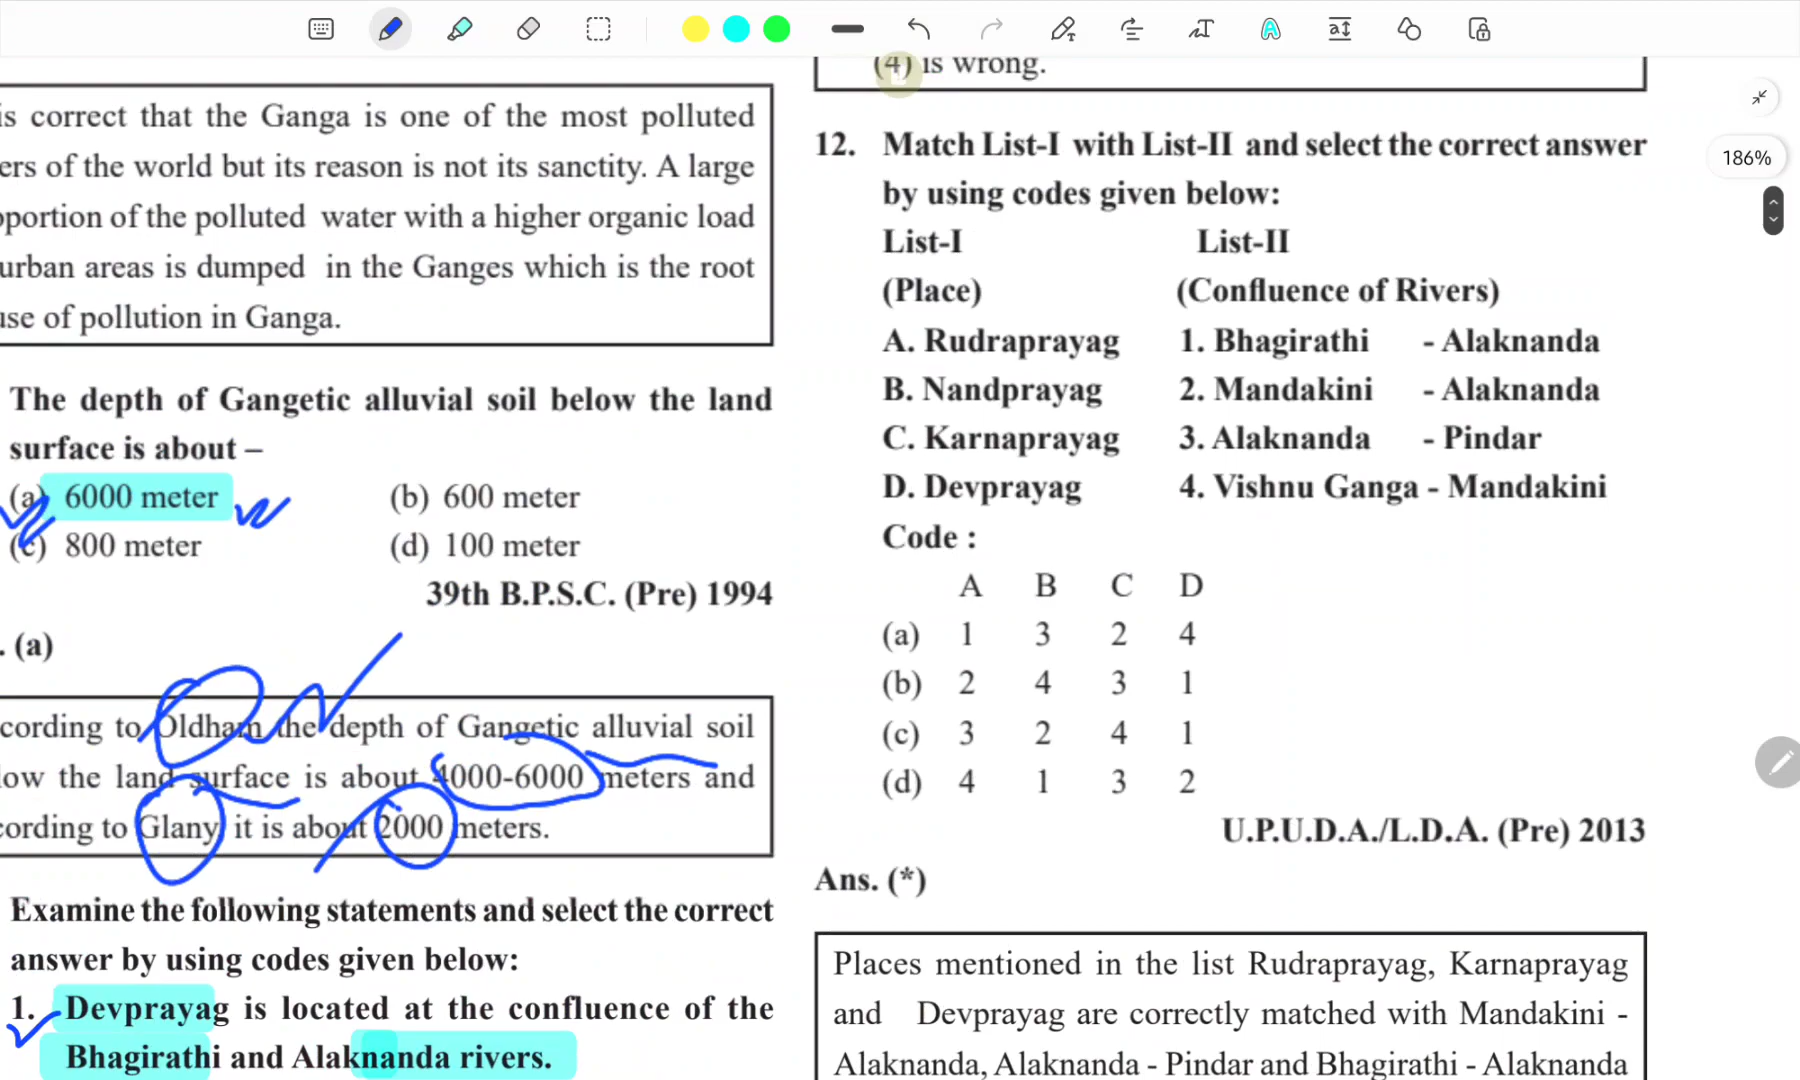 186%
is correct that the Ganga is one of the most polluted
ers of the world but its reason is not its sanctity. A large
portion of the polluted water with a higher organic load
urban areas is dumped in the Ganges which is the root
use of pollution in Ganga.
The depth of Gangetic alluvial soil below the land
surface is about –
(a) 6000 meter (b) 600 meter
(c) 800 meter (d) 100 meter
39th B.P.S.C. (Pre) 1994
. (a)
cording to Oldham the depth of Gangetic alluvial soil
low the land surface is about 4000-6000 meters and
cording to Glany it is about 2000 meters.
Examine the following statements and select the correct
answer by using codes given below:
1. Devprayag is located at the confluence of the
Bhagirathi and Alaknanda rivers.
(4) is wrong.
12. Match List-I with List-II and select the correct answer
by using codes given below:
List-I List-II
(Place) (Confluence of Rivers)
A. Rudraprayag 1. Bhagirathi - Alaknanda
B. Nandprayag 2. Mandakini - Alaknanda
C. Karnaprayag 3. Alaknanda - Pindar
D. Devprayag 4. Vishnu Ganga - Mandakini
Code :
A B C D
(a) 1 3 2 4
(b) 2 4 3 1
(c) 3 2 4 1
(d) 4 1 3 2
U.P.U.D.A./L.D.A. (Pre) 2013
Ans. (*)
Places mentioned in the list Rudraprayag, Karnaprayag
and Devprayag are correctly matched with Mandakini -
Alaknanda, Alaknanda - Pindar and Bhagirathi - Alaknanda